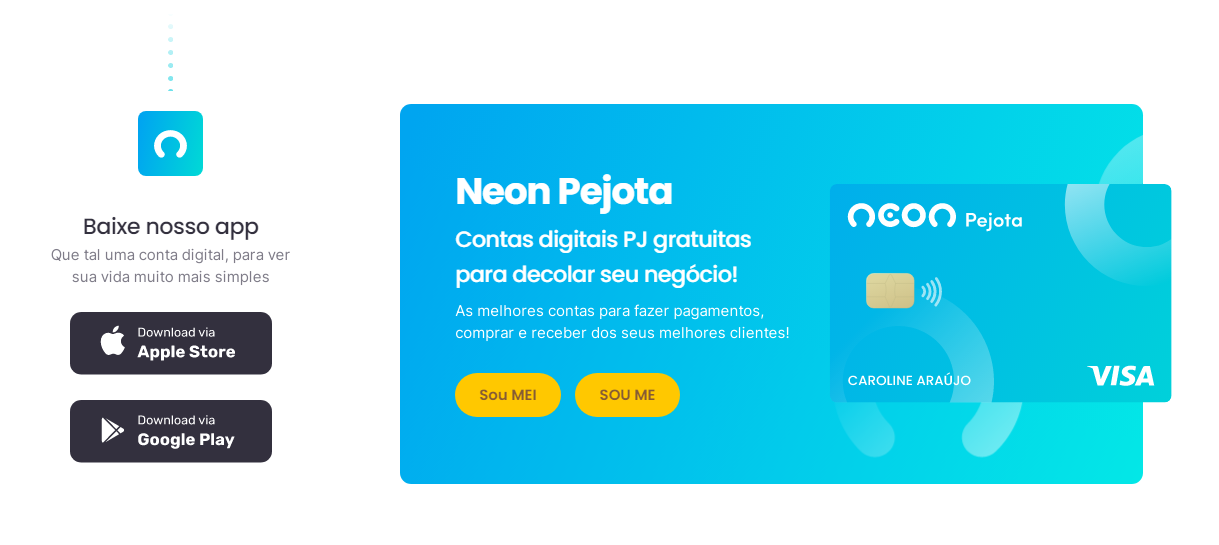 Baixe nosso app
Que tal uma conta digital, para ver
sua vida muito mais simples
Download via
Apple Store
Download via
Google Play
Neon Pejota
Contas digitais PJ gratuitas
para decolar seu negócio!
As melhores contas para fazer pagamentos,
comprar e receber dos seus melhores clientes!
Sou MEI
SOU ME
neon Pejota
CAROLINE ARAÚJO
VISA